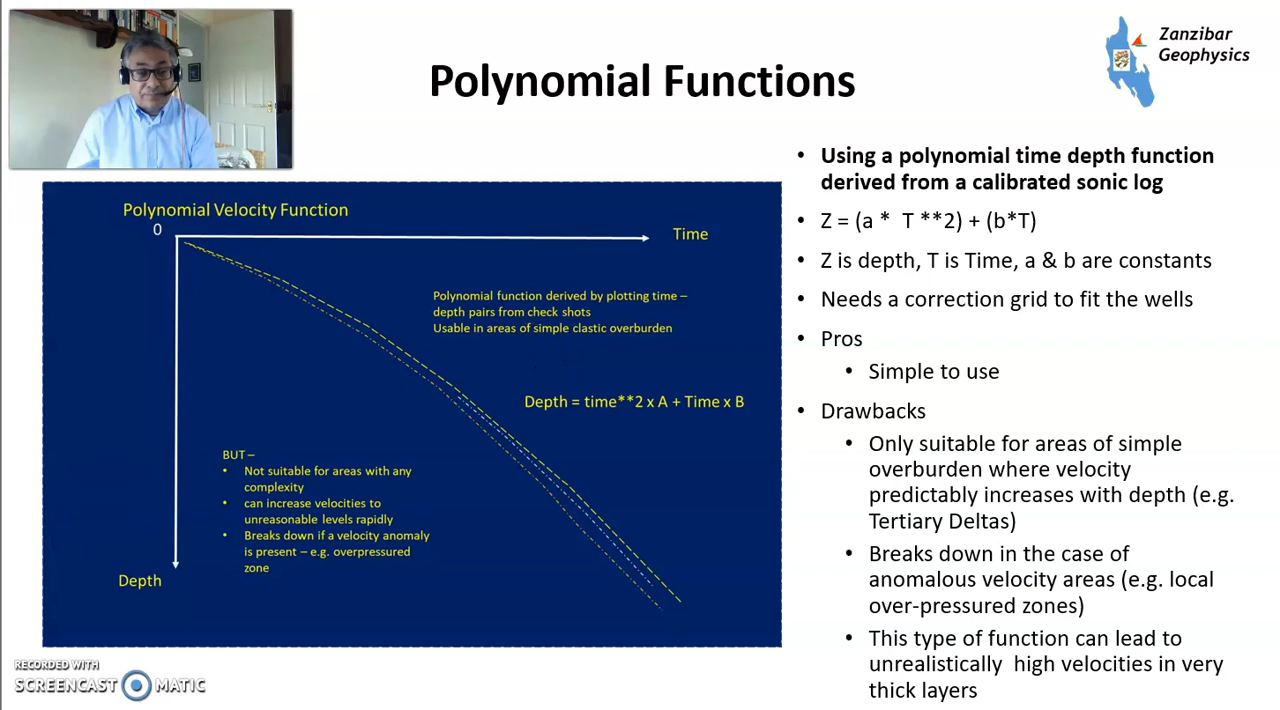 Zanzibar
Geophysics
Polynomial Functions
Polynomial Velocity Function
0
Time
Polynomial function derived by plotting time –
depth pairs from check shots
Usable in areas of simple clastic overburden
Depth = time**2 x A + Time x B
BUT –
• Not suitable for areas with any
complexity
• can increase velocities to
unreasonable levels rapidly
• Breaks down if a velocity anomaly
is present – e.g. overpressured
zone
Depth
• Using a polynomial time depth function
derived from a calibrated sonic log
• Z = (a * T **2) + (b*T)
• Z is depth, T is Time, a & b are constants
• Needs a correction grid to fit the wells
• Pros
• Simple to use
• Drawbacks
• Only suitable for areas of simple
overburden where velocity
predictably increases with depth (e.g.
Tertiary Deltas)
• Breaks down in the case of
anomalous velocity areas (e.g. local
over-pressured zones)
• This type of function can lead to
unrealistically high velocities in very
thick layers
RECORDED WITH
SCREENCAST MATIC